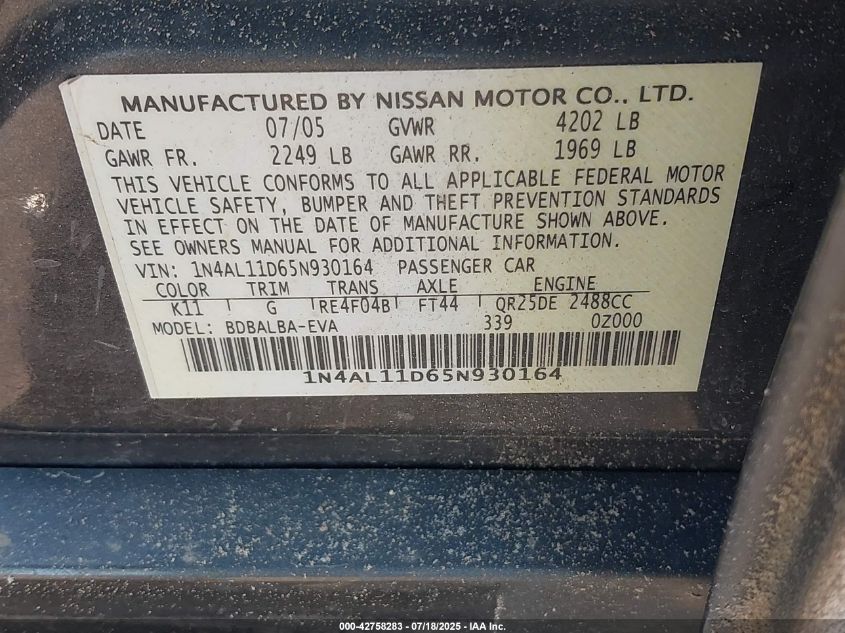 MANUFACTURED BY NISSAN MOTOR CO., LTD.
DATE 07/05 GVWR 4202 LB
GAWR FR. 2249 LB GAWR RR. 1969 LB
THIS VEHICLE CONFORMS TO ALL APPLICABLE FEDERAL MOTOR
VEHICLE SAFETY, BUMPER AND THEFT PREVENTION STANDARDS
IN EFFECT ON THE DATE OF MANUFACTURE SHOWN ABOVE.
SEE OWNERS MANUAL FOR ADDITIONAL INFORMATION.
VIN: 1N4AL11D65N930164 PASSENGER CAR
COLOR TRIM TRANS AXLE ENGINE
K11 G RE4F04B FT44 QR25DE 2488CC
MODEL: BDBALBA-EVA 339 0Z000
1N4AL11D65N930164
000-42758283 - 07/18/2025 - IAA Inc.